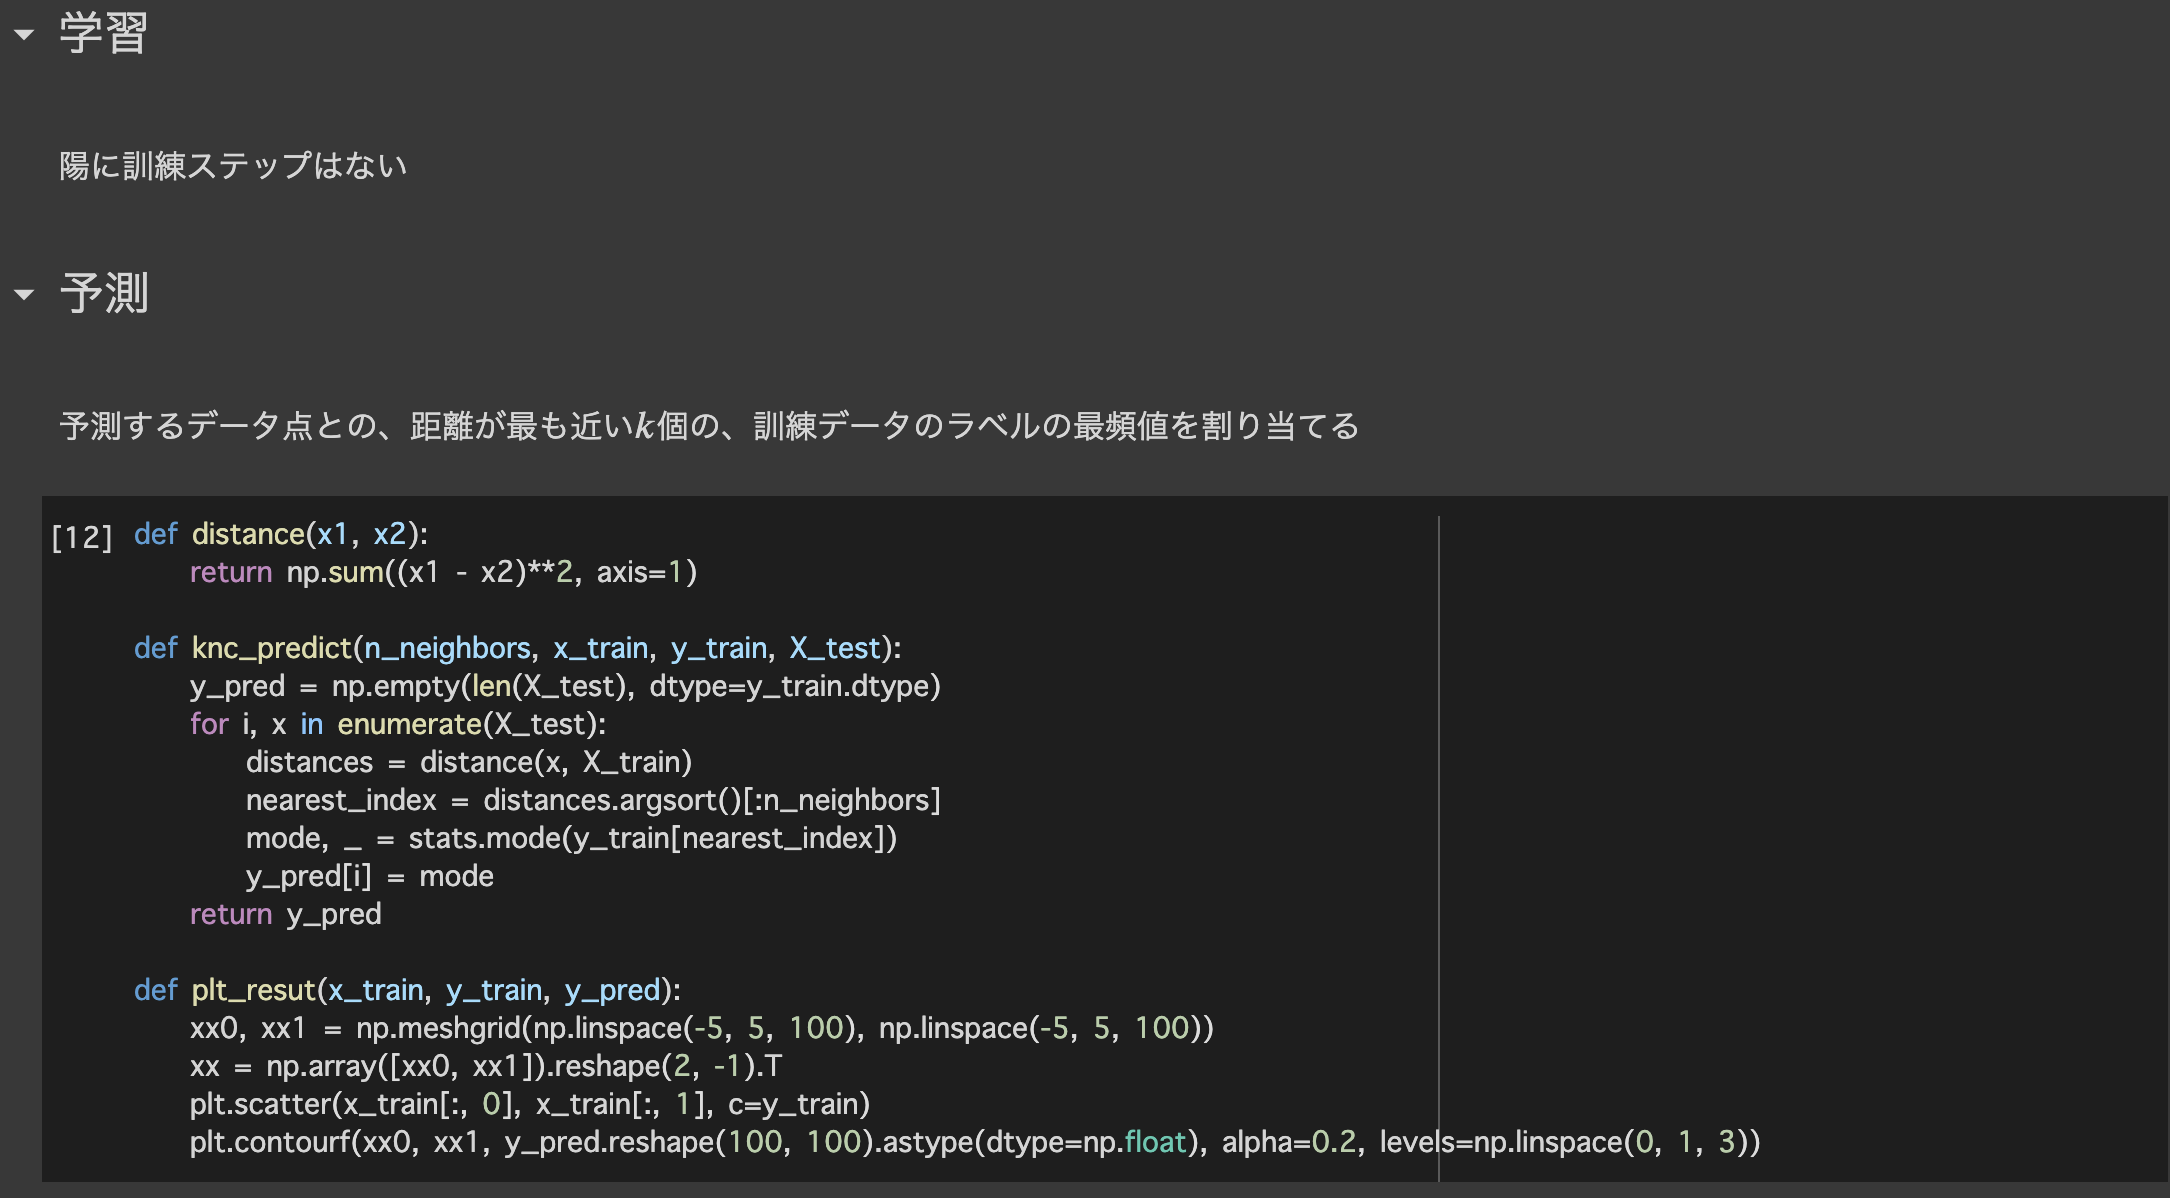 学習
陽に訓練ステップはない
予測
予測するデータ点との、距離が最も近いk個の、訓練データのラベルの最頻値を割り当てる
[12] def distance(x1, x2):
    return np.sum((x1 - x2)**2, axis=1)
def knc_predict(n_neighbors, x_train, y_train, X_test):
    y_pred = np.empty(len(X_test), dtype=y_train.dtype)
    for i, x in enumerate(X_test):
        distances = distance(x, X_train)
        nearest_index = distances.argsort()[:n_neighbors]
        mode, _ = stats.mode(y_train[nearest_index])
        y_pred[i] = mode
    return y_pred
def plt_resut(x_train, y_train, y_pred):
    xx0, xx1 = np.meshgrid(np.linspace(-5, 5, 100), np.linspace(-5, 5, 100))
    xx = np.array([xx0, xx1]).reshape(2, -1).T
    plt.scatter(x_train[:, 0], x_train[:, 1], c=y_train)
    plt.contourf(xx0, xx1, y_pred.reshape(100, 100).astype(dtype=np.float), alpha=0.2, levels=np.linspace(0, 1, 3))